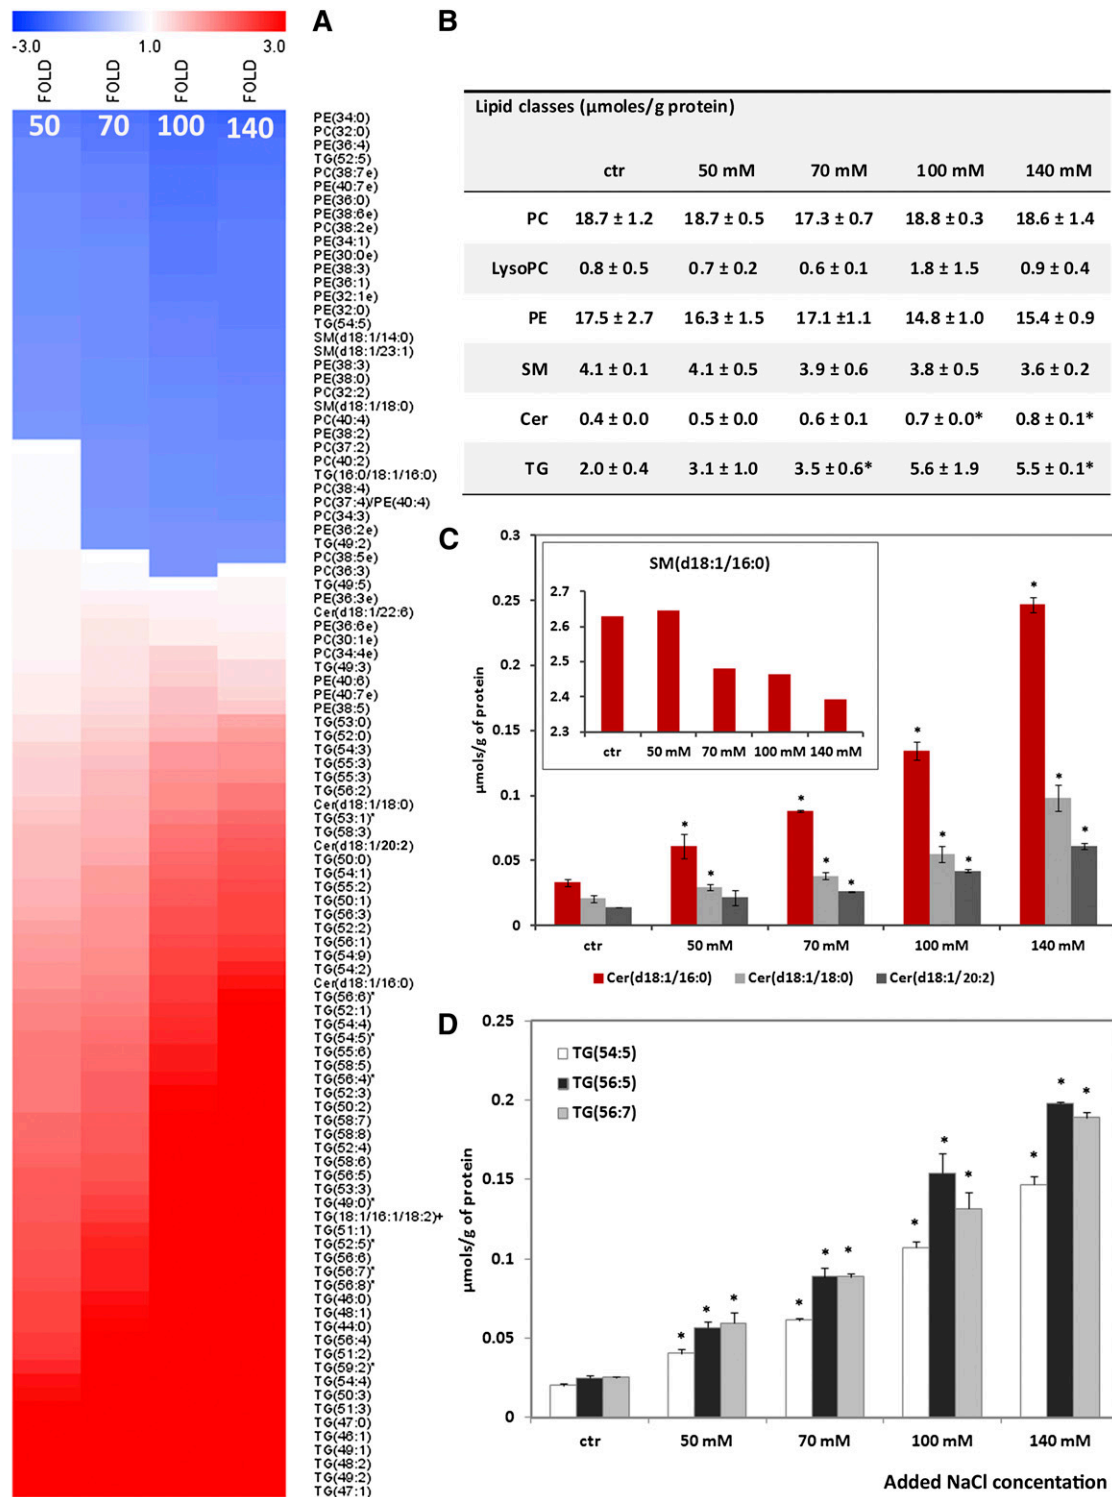 A
-3.0 1.0 3.0
FOLD FOLD FOLD FOLD
50 70 100 140
PE(34:0)
PC(32:0)
PE(36:4)
TG(52:5)
PC(38:7e)
PE(40:7e)
PE(36:0)
PE(38:6e)
PC(38:2e)
PE(34:1)
PE(30:0e)
PE(38:3)
PE(36:1)
PE(32:1e)
PE(32:0)
TG(54:5)
SM(d18:1/14:0)
SM(d18:1/23:1)
PE(38:3)
PE(38:0)
PC(32:2)
SM(d18:1/18:0)
PC(40:4)
PE(38:2)
PC(37:2)
PC(40:2)
TG(16:0/18:1/16:0)
PC(38:4)
PC(37:4)/PE(40:4)
PC(34:3)
PE(36:2e)
TG(49:2)
PC(38:5e)
PC(36:3)
TG(49:5)
PE(36:3e)
Cer(d18:1/22:6)
PE(36:6e)
PC(30:1e)
PC(34:4e)
TG(49:3)
PE(40:6)
PE(40:7e)
PE(38:5)
TG(53:0)
TG(52:0)
TG(54:3)
TG(55:3)
TG(55:3)
TG(56:2)
Cer(d18:1/18:0)
TG(53:1)*
TG(58:3)
Cer(d18:1/20:2)
TG(50:0)
TG(54:1)
TG(55:2)
TG(50:1)
TG(56:3)
TG(52:2)
TG(56:1)
TG(54:9)
TG(54:2)
Cer(d18:1/16:0)
TG(56:6)*
TG(52:1)
TG(54:4)
TG(54:5)*
TG(55:6)
TG(58:5)
TG(56:4)*
TG(52:3)
TG(50:2)
TG(58:7)
TG(58:8)
TG(52:4)
TG(58:6)
TG(56:5)
TG(53:3)
TG(49:0)*
TG(18:1/16:1/18:2)+
TG(51:1)
TG(52:5)*
TG(56:6)
TG(56:7)*
TG(56:8)*
TG(46:0)
TG(48:1)
TG(44:0)
TG(56:4)
TG(51:2)
TG(59:2)*
TG(54:4)
TG(50:3)
TG(51:3)
TG(47:0)
TG(46:1)
TG(49:1)
TG(48:2)
TG(49:2)
TG(47:1)
B
Lipid classes (µmoles/g protein)
ctr 50 mM 70 mM 100 mM 140 mM
PC 18.7 ± 1.2 18.7 ± 0.5 17.3 ± 0.7 18.8 ± 0.3 18.6 ± 1.4
LysoPC 0.8 ± 0.5 0.7 ± 0.2 0.6 ± 0.1 1.8 ± 1.5 0.9 ± 0.4
PE 17.5 ± 2.7 16.3 ± 1.5 17.1 ±1.1 14.8 ± 1.0 15.4 ± 0.9
SM 4.1 ± 0.1 4.1 ± 0.5 3.9 ± 0.6 3.8 ± 0.5 3.6 ± 0.2
Cer 0.4 ± 0.0 0.5 ± 0.0 0.6 ± 0.1 0.7 ± 0.0* 0.8 ± 0.1*
TG 2.0 ± 0.4 3.1 ± 1.0 3.5 ± 0.6* 5.6 ± 1.9 5.5 ± 0.1*
C
µmols/g of protein
0.3
0.25
0.2
0.15
0.1
0.05
0
SM(d18:1/16:0)
2.7
2.6
2.5
2.4
2.3
ctr 50 mM 70 mM 100 mM 140 mM
* * * * * * * * * * *
ctr 50 mM 70 mM 100 mM 140 mM
Cer(d18:1/16:0) Cer(d18:1/18:0) Cer(d18:1/20:2)
D
µmols/g of protein
0.25
0.2
0.15
0.1
0.05
0
TG(54:5)
TG(56:5)
TG(56:7)
* * * * * * * * * * * *
ctr 50 mM 70 mM 100 mM 140 mM
Added NaCl concentation